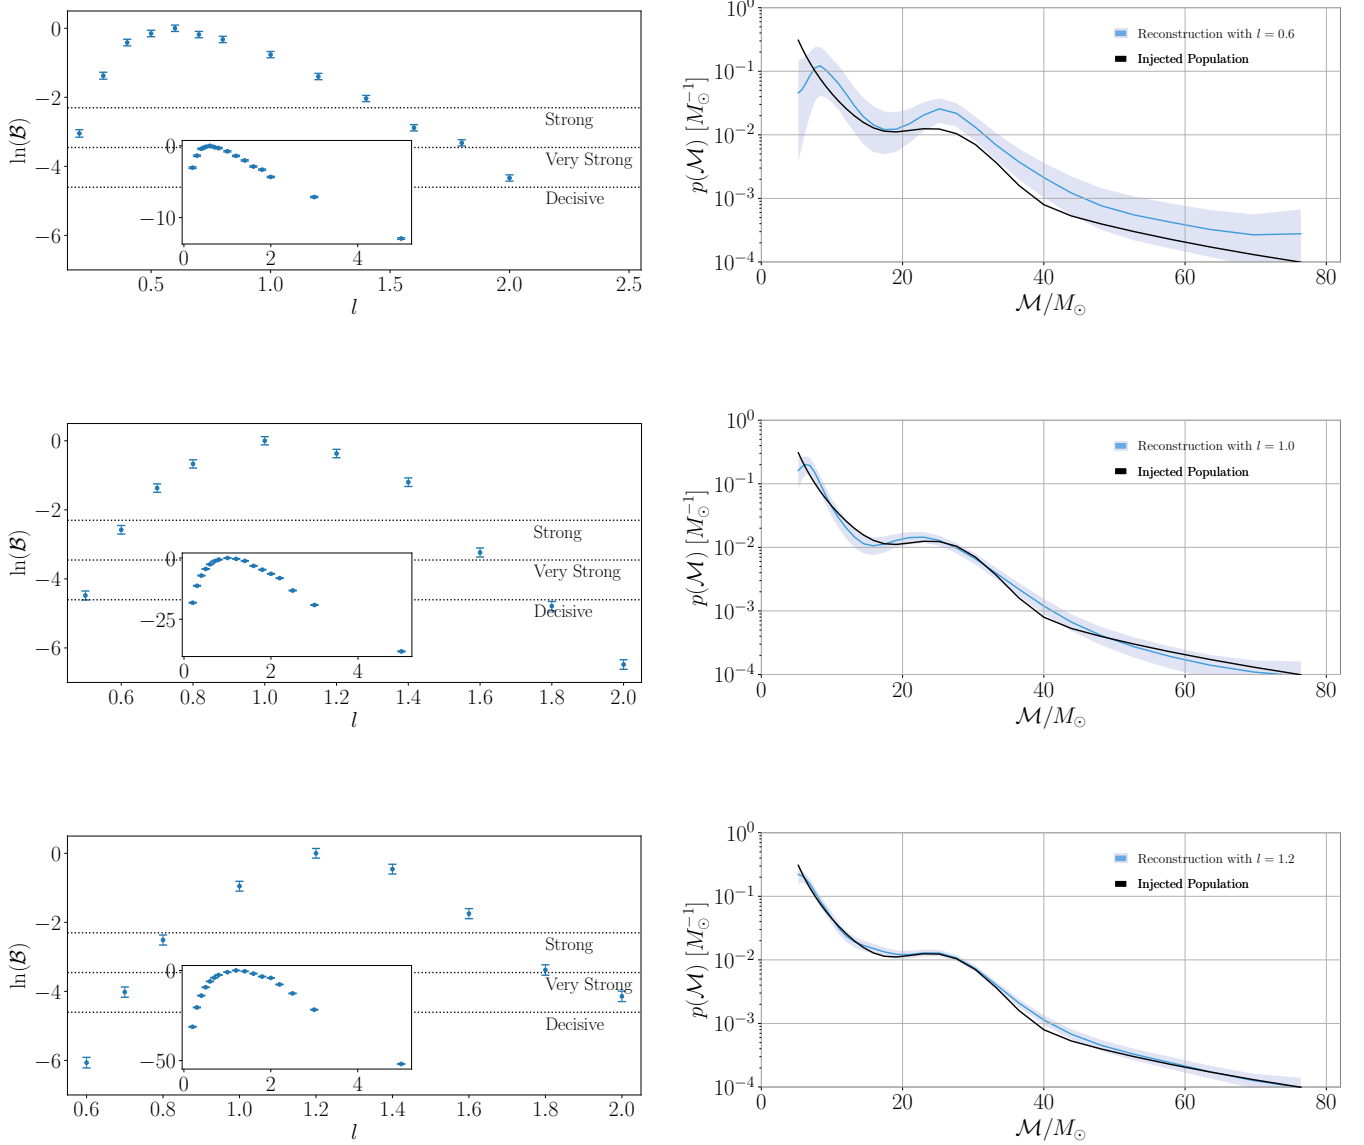 ln(ℬ)
0
−2
−4
−6
Strong
Very Strong
Decisive
0
−10
0
2
4
0.5
1.0
1.5
2.0
2.5
l
p(ℳ) [M⊙⁻¹]
10⁰
10⁻¹
10⁻²
10⁻³
10⁻⁴
Reconstruction with l = 0.6
Injected Population
0
20
40
60
80
ℳ/M⊙
ln(ℬ)
0
−2
−4
−6
Strong
Very Strong
Decisive
0
−25
0
2
4
0.6
0.8
1.0
1.2
1.4
1.6
1.8
2.0
l
p(ℳ) [M⊙⁻¹]
10⁰
10⁻¹
10⁻²
10⁻³
10⁻⁴
Reconstruction with l = 1.0
Injected Population
0
20
40
60
80
ℳ/M⊙
ln(ℬ)
0
−2
−4
−6
Strong
Very Strong
Decisive
0
−50
0
2
4
0.6
0.8
1.0
1.2
1.4
1.6
1.8
2.0
l
p(ℳ) [M⊙⁻¹]
10⁰
10⁻¹
10⁻²
10⁻³
10⁻⁴
Reconstruction with l = 1.2
Injected Population
0
20
40
60
80
ℳ/M⊙